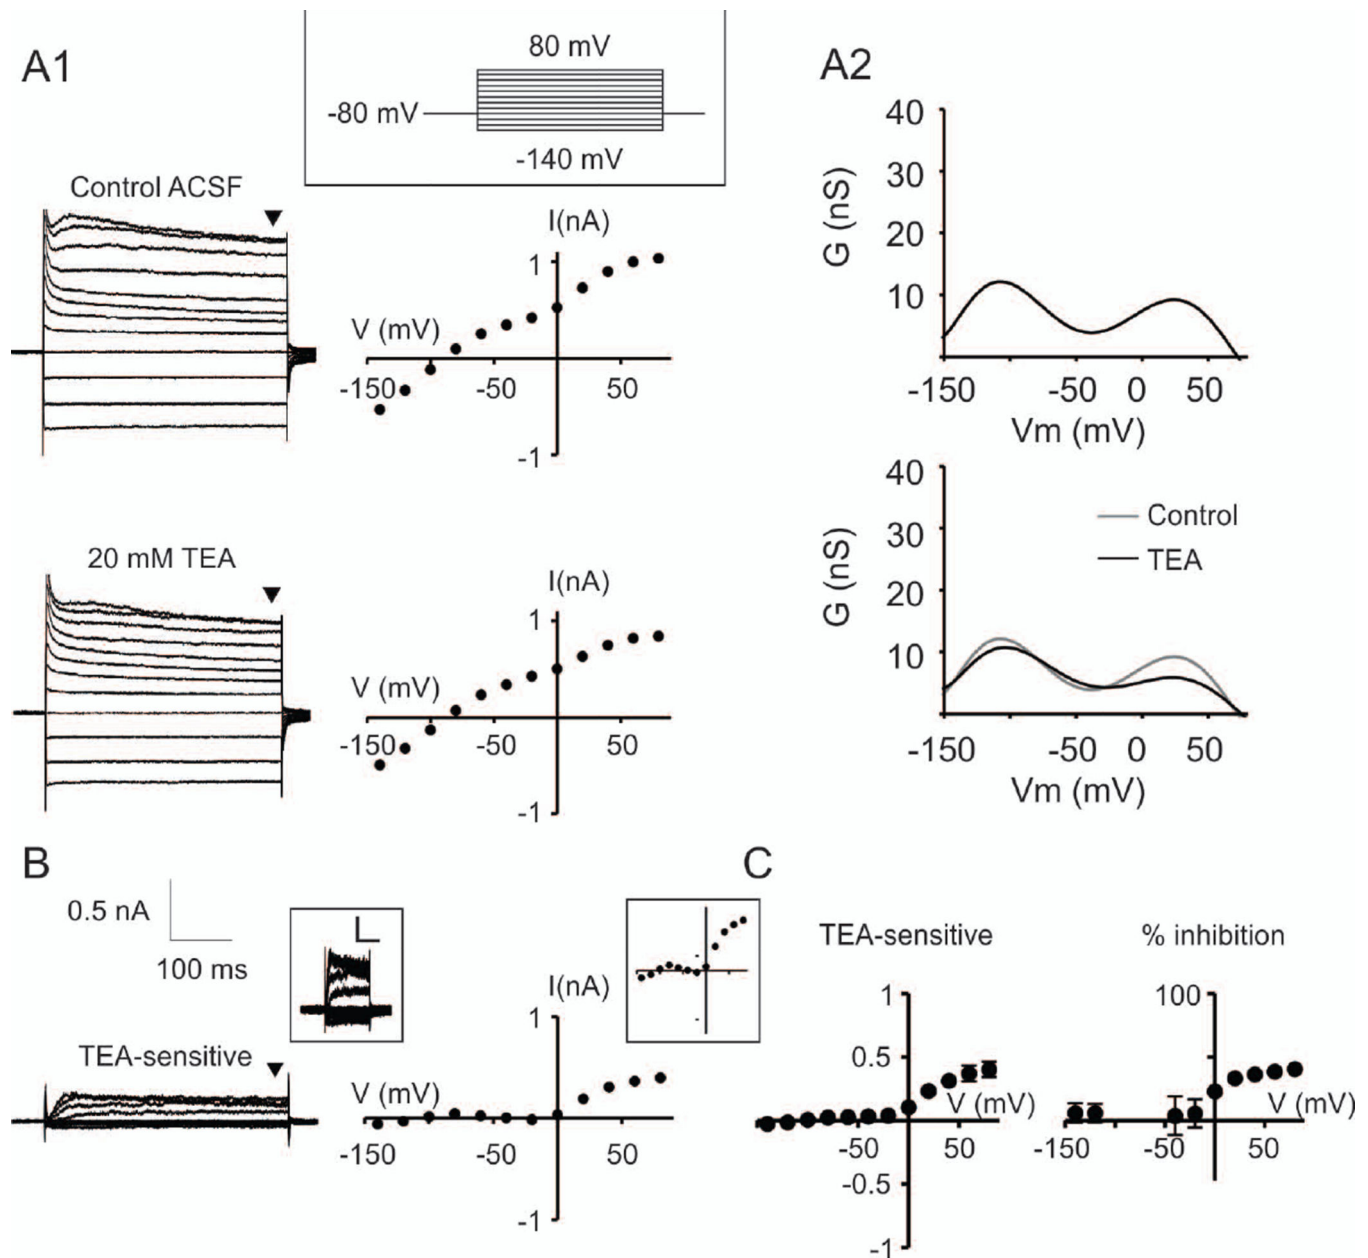 A1
80 mV
-80 mV
-140 mV
A2
40
30
20
10
G (nS)
-150
-50
0
50
Vm (mV)
Control ACSF
I(nA)
1
V (mV)
-150
-50
50
-1
20 mM TEA
I(nA)
1
V (mV)
-150
-50
50
-1
40
30
20
10
G (nS)
Control
TEA
-150
-50
0
50
Vm (mV)
B
0.5 nA
100 ms
TEA-sensitive
I(nA)
1
V (mV)
-150
-50
50
-1
C
TEA-sensitive
1
0.5
V (mV)
-50
50
-0.5
-1
% inhibition
100
V (mV)
-150
-50
50